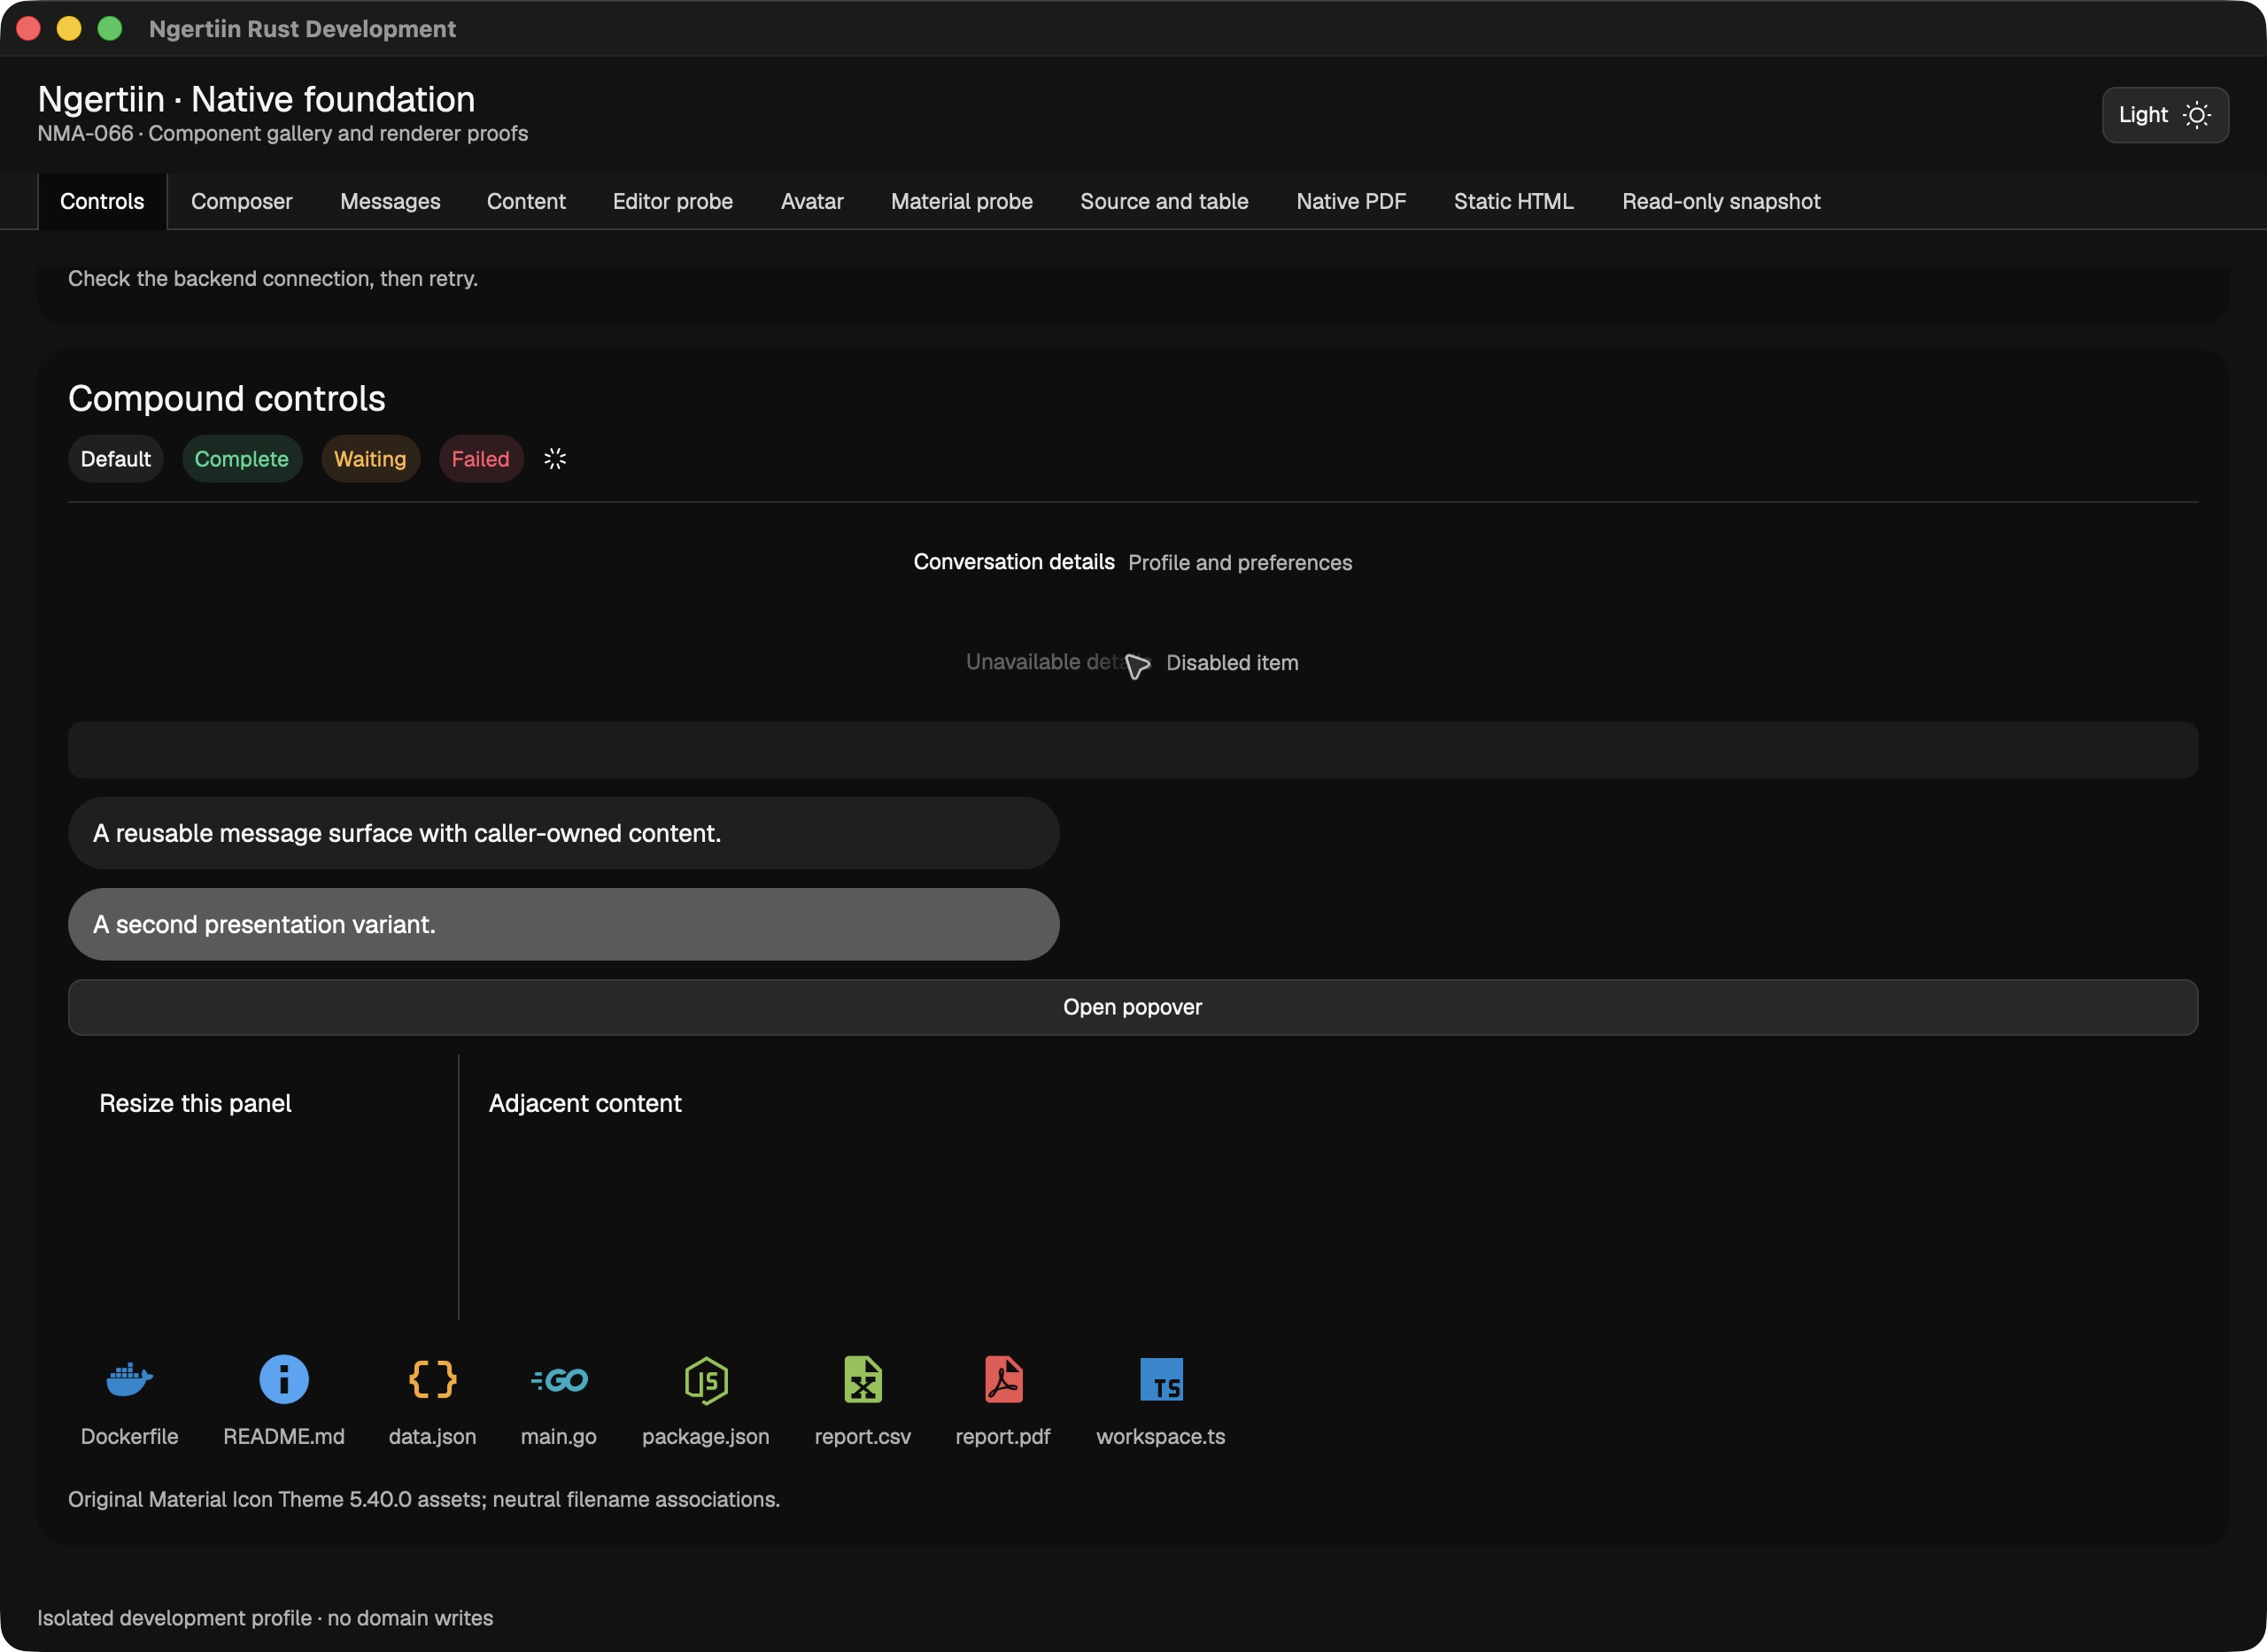 Ngertiin Rust Development
Ngertiin · Native foundation
NMA-066 · Component gallery and renderer proofs
Light
Controls Composer Messages Content Editor probe Avatar Material probe Source and table Native PDF Static HTML Read-only snapshot
Check the backend connection, then retry.
Compound controls
Default Complete Waiting Failed
Conversation details Profile and preferences
Unavailable Disabled item
A reusable message surface with caller-owned content.
A second presentation variant.
Open popover
Resize this panel Adjacent content
JS TS
GO
Dockerfile README.md data.json main.go package.json report.csv report.pdf workspace.ts
Original Material Icon Theme 5.40.0 assets; neutral filename associations.
Isolated development profile · no domain writes